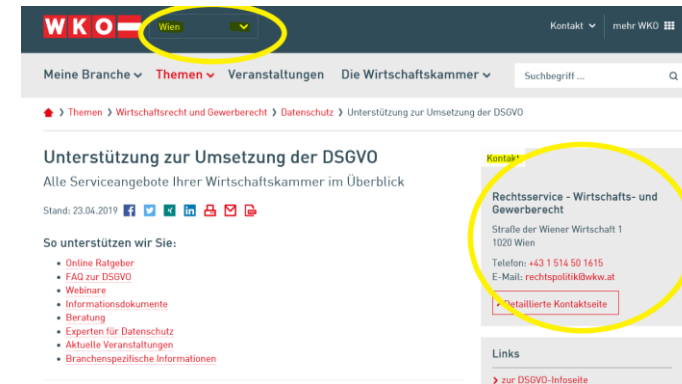 WKO
Wien
Kontakt
mehr WKO
Meine Branche
Themen
Veranstaltungen
Die Wirtschaftskammer
Suchbegriff ...
Themen
Wirtschaftsrecht und Gewerberecht
Datenschutz
Unterstützung zur Umsetzung der DSGVO
Unterstützung zur Umsetzung der DSGVO
Alle Serviceangebote Ihrer Wirtschaftskammer im Überblick
Stand: 23.04.2019
So unterstützen wir Sie:
Online Ratgeber
FAQ zur DSGVO
Webinare
Informationsdokumente
Beratung
Experten für Datenschutz
Aktuelle Veranstaltungen
Branchenspezifische Informationen
Kontakt
Rechtsservice - Wirtschafts- und
Gewerberecht
Straße der Wiener Wirtschaft 1
1020 Wien
Telefon: +43 1 514 50 1615
E-Mail: rechtspolitik@wkw.at
Detaillierte Kontaktseite
Links
zur DSGVO-Infoseite